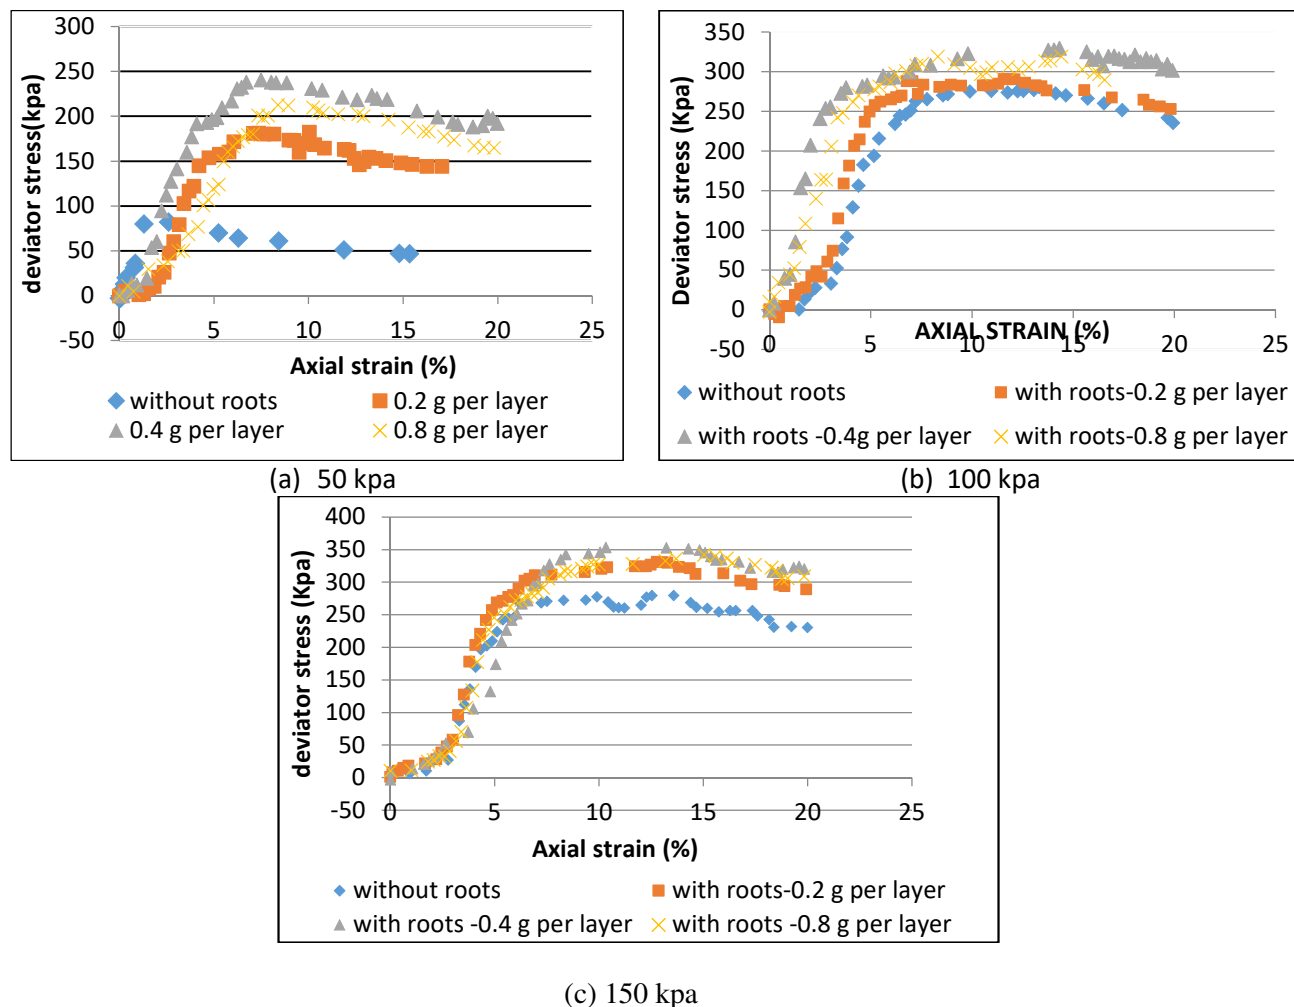 300
250
200
150
100
50
0
-50
0 5 10 15 20 25
deviator stress(kpa)
Axial strain (%)
without roots 0.2 g per layer
0.4 g per layer 0.8 g per layer
(a) 50 kpa
350
300
250
200
150
100
50
0
-50
0 5 10 15 20 25
Deviator stress (Kpa)
AXIAL STRAIN (%)
without roots with roots-0.2 g per layer
with roots -0.4g per layer with roots-0.8 g per layer
(b) 100 kpa
400
350
300
250
200
150
100
50
0
-50
0 5 10 15 20 25
deviator stress (Kpa)
Axial strain (%)
without roots with roots-0.2 g per layer
with roots -0.4 g per layer with roots -0.8 g per layer
(c) 150 kpa